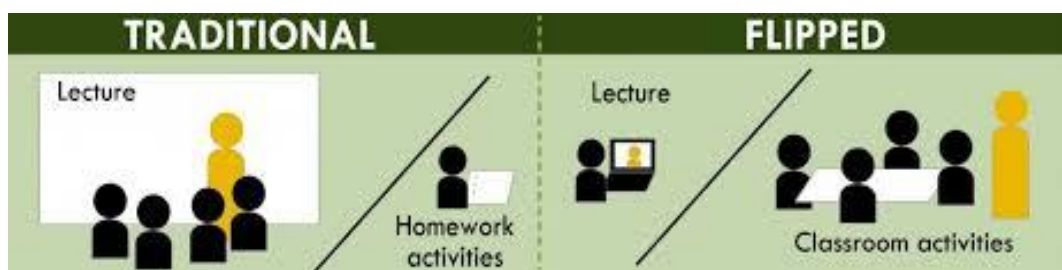 TRADITIONAL
Lecture
Homework
activities
FLIPPED
Lecture
Classroom activities